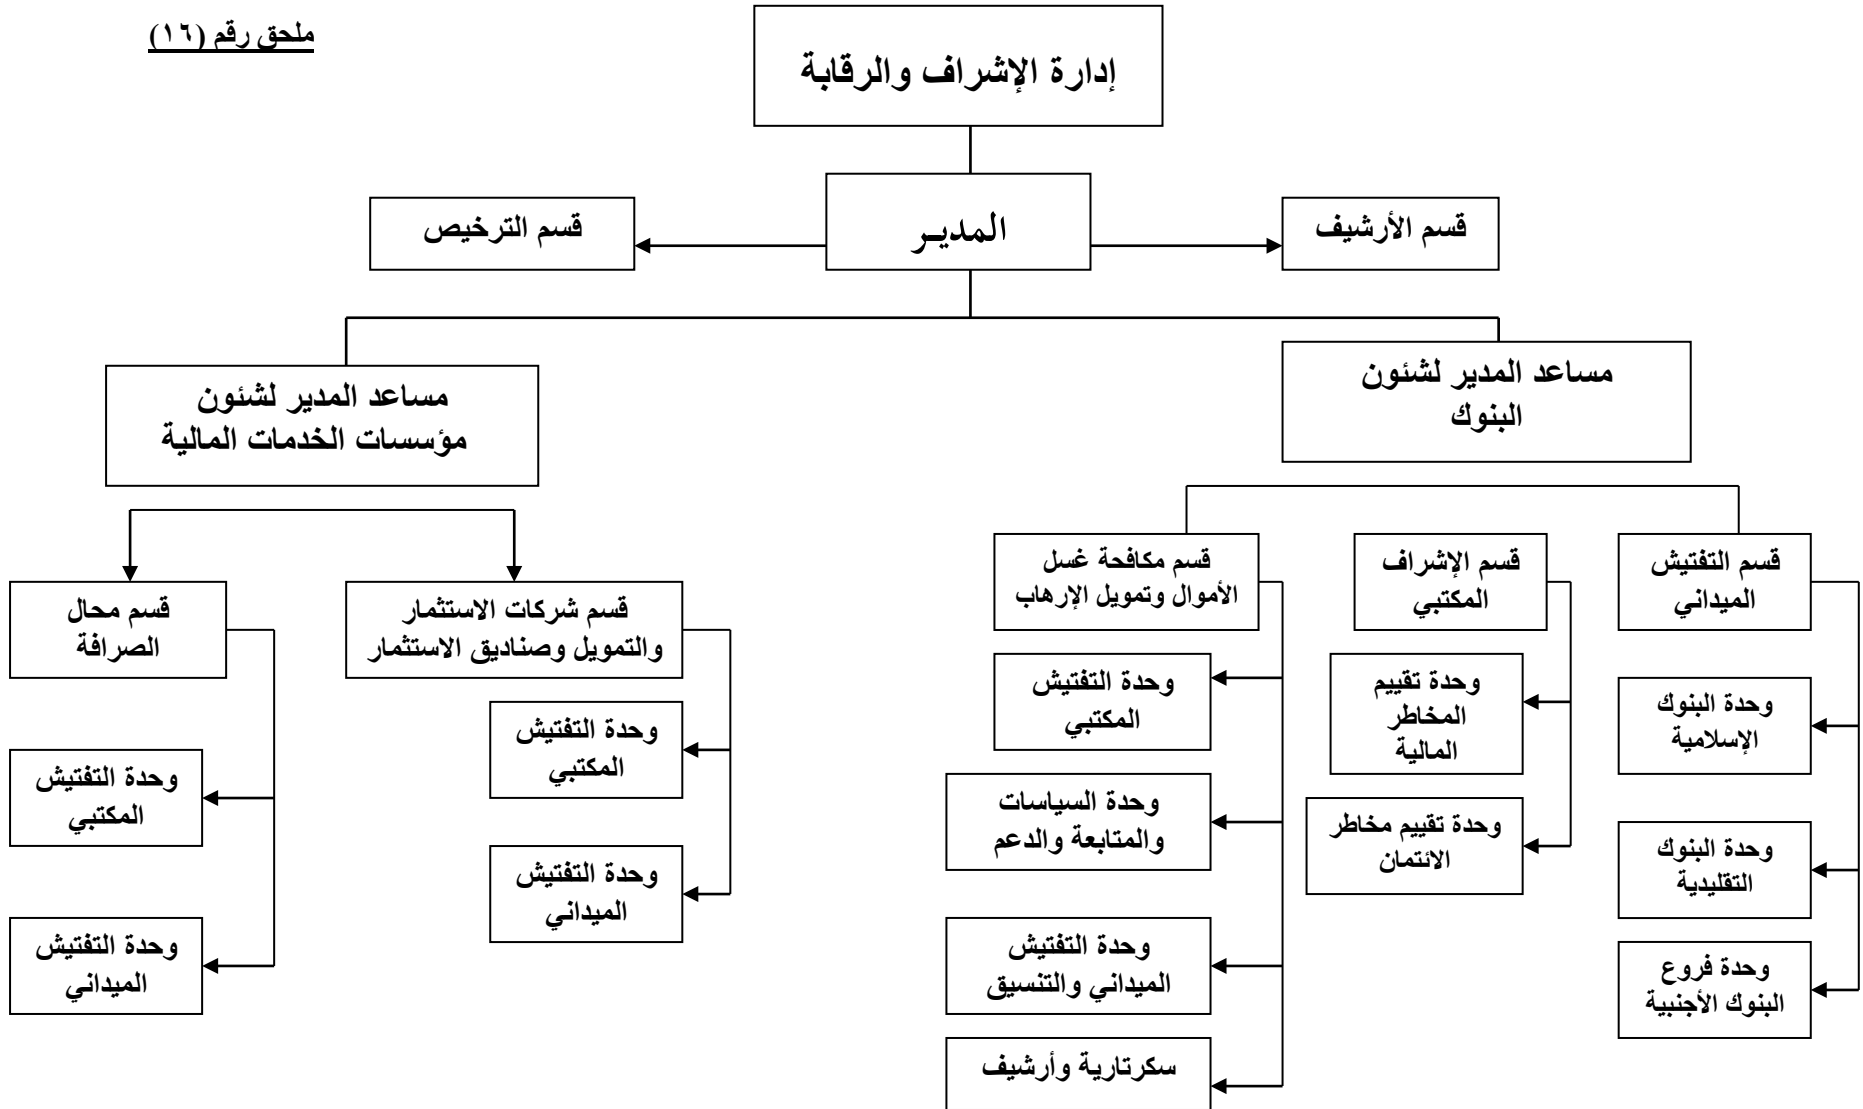 ملحق رقم (١٦)
إدارة الإشراف والرقابة
المديـر
قسم الأرشيف
قسم الترخيص
مساعد المدير لشئون
البنوك
مساعد المدير لشئون
مؤسسات الخدمات المالية
قسم التفتيش
الميداني
وحدة البنوك
الإسلامية
وحدة البنوك
التقليدية
وحدة فروع
البنوك الأجنبية
قسم الإشراف
المكتبي
وحدة تقييم
المخاطر
المالية
وحدة تقييم مخاطر
الائتمان
قسم مكافحة غسل
الأموال وتمويل الإرهاب
وحدة التفتيش
المكتبي
وحدة السياسات
والمتابعة والدعم
وحدة التفتيش
الميداني والتنسيق
سكرتارية وأرشيف
قسم شركات الاستثمار
والتمويل وصناديق الاستثمار
وحدة التفتيش
المكتبي
وحدة التفتيش
الميداني
قسم محال
الصرافة
وحدة التفتيش
المكتبي
وحدة التفتيش
الميداني